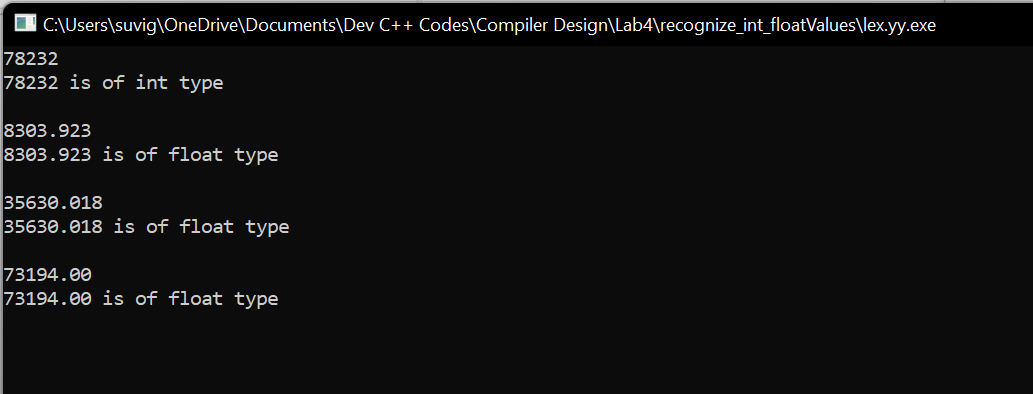 C:\Users\suvig\OneDrive\Documents\Dev C++ Codes\Compiler Design\Lab4\recognize_int_floatValues\lex.yy.exe
78232
78232 is of int type
8303.923
8303.923 is of float type
35630.018
35630.018 is of float type
73194.00
73194.00 is of float type